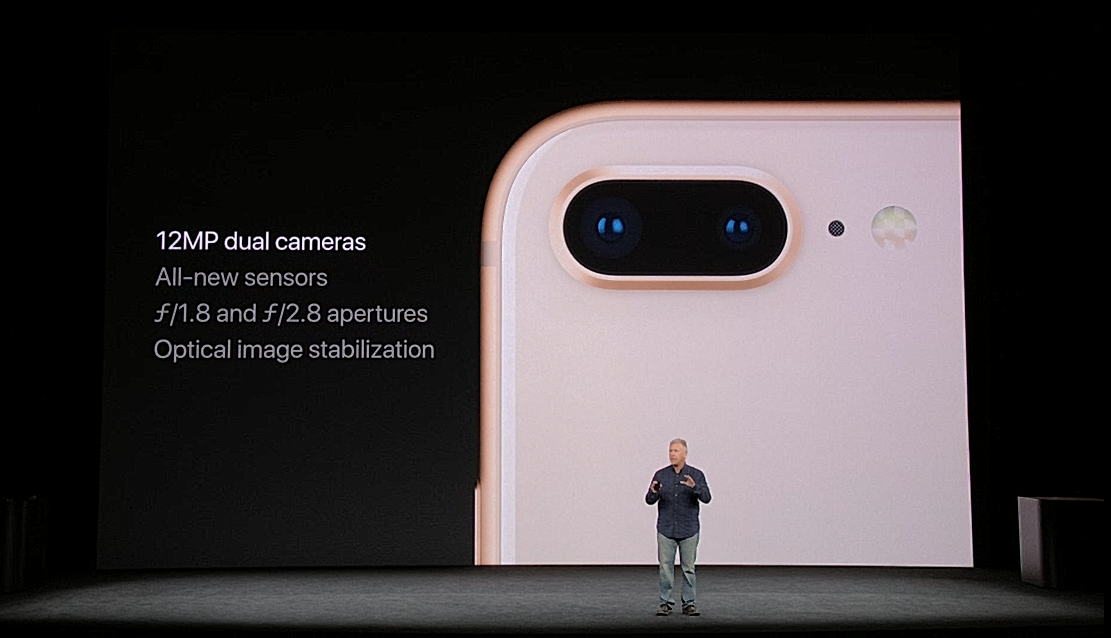 12MP dual cameras
All-new sensors
ƒ/1.8 and ƒ/2.8 apertures
Optical image stabilization